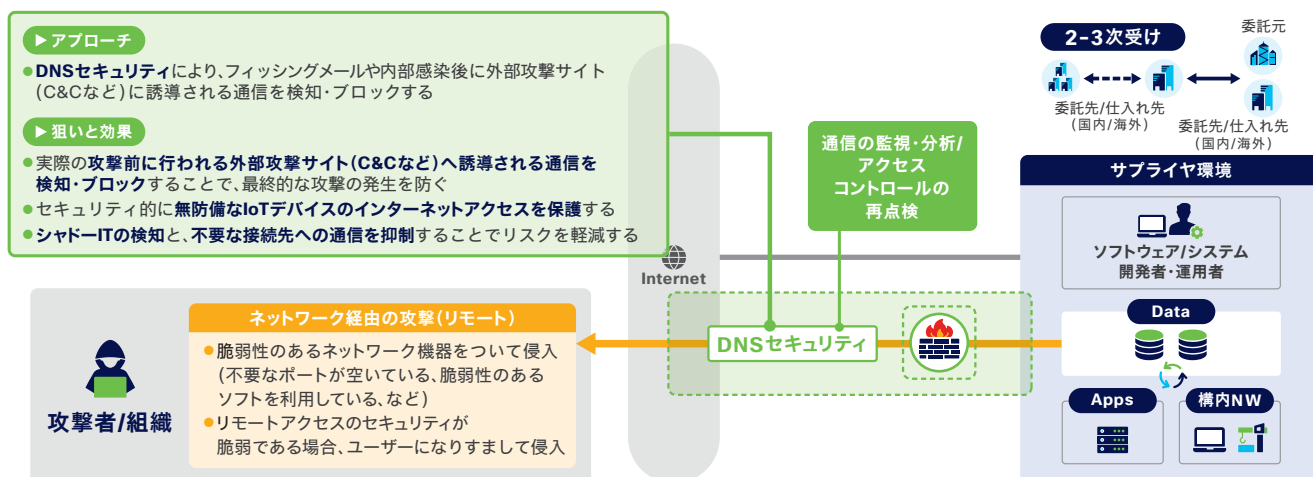 ▶アプローチ
●DNSセキュリティにより、フィッシングメールや内部感染後に外部攻撃サイト
(C&Cなど)に誘導される通信を検知・ブロックする
▶狙いと効果
●実際の攻撃前に行われる外部攻撃サイト(C&Cなど)へ誘導される通信を
検知・ブロックすることで、最終的な攻撃の発生を防ぐ
●セキュリティ的に無防備なIoTデバイスのインターネットアクセスを保護する
●シャドーITの検知と、不要な接続先への通信を抑制することでリスクを軽減する
通信の監視・分析/
アクセス
コントロールの
再点検
2-3次受け
委託元
委託先/仕入れ先
(国内/海外)
委託先/仕入れ先
(国内/海外)
サプライヤ環境
ソフトウェア/システム
開発者・運用者
Data
Apps
構内NW
Internet
DNSセキュリティ
ネットワーク経由の攻撃(リモート)
●脆弱性のあるネットワーク機器をついて侵入
(不要なポートが空いている、脆弱性のある
ソフトを利用している、など)
●リモートアクセスのセキュリティが
脆弱である場合、ユーザーになりすまして侵入
攻撃者/組織